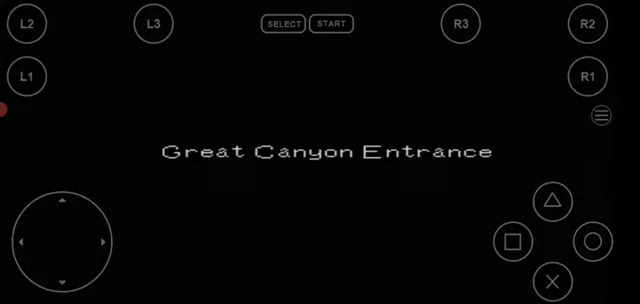 L2
L3
SELECT
START
R3
R2
L1
R1
Great Canyon Entrance